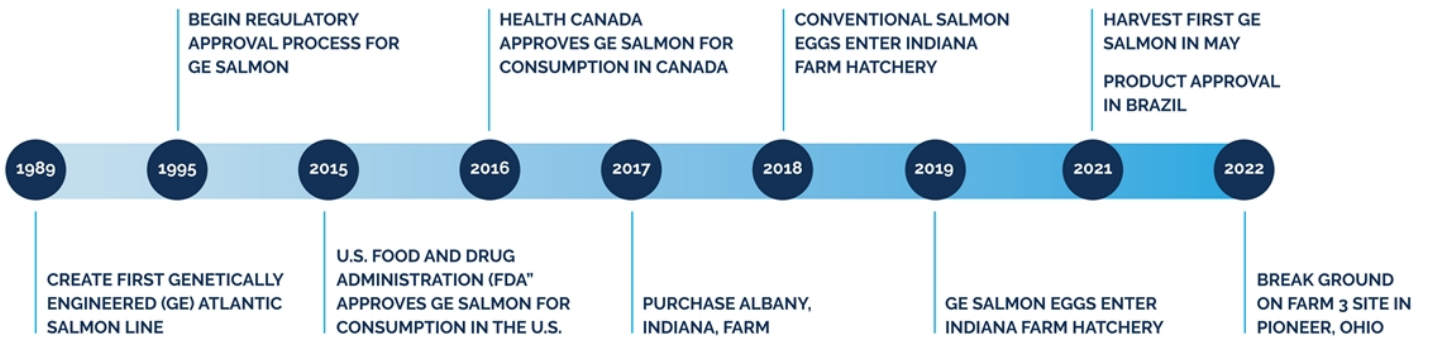 BEGIN REGULATORY
APPROVAL PROCESS FOR
GE SALMON
HEALTH CANADA
APPROVES GE SALMON FOR
CONSUMPTION IN CANADA
CONVENTIONAL SALMON
EGGS ENTER INDIANA
FARM HATCHERY
HARVEST FIRST GE
SALMON IN MAY
PRODUCT APPROVAL
IN BRAZIL
1989
1995
2015
2016
2017
2018
2019
2021
2022
CREATE FIRST GENETICALLY
ENGINEERED (GE) ATLANTIC
SALMON LINE
U.S. FOOD AND DRUG
ADMINISTRATION (FDA”
APPROVES GE SALMON FOR
CONSUMPTION IN THE U.S.
PURCHASE ALBANY,
INDIANA, FARM
GE SALMON EGGS ENTER
INDIANA FARM HATCHERY
BREAK GROUND
ON FARM 3 SITE IN
PIONEER, OHIO